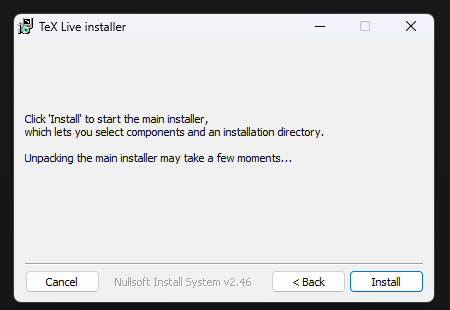 TeX Live installer
Click 'Install' to start the main installer,
which lets you select components and an installation directory.
Unpacking the main installer may take a few moments...
Cancel
Nullsoft Install System v2.46
< Back
Install